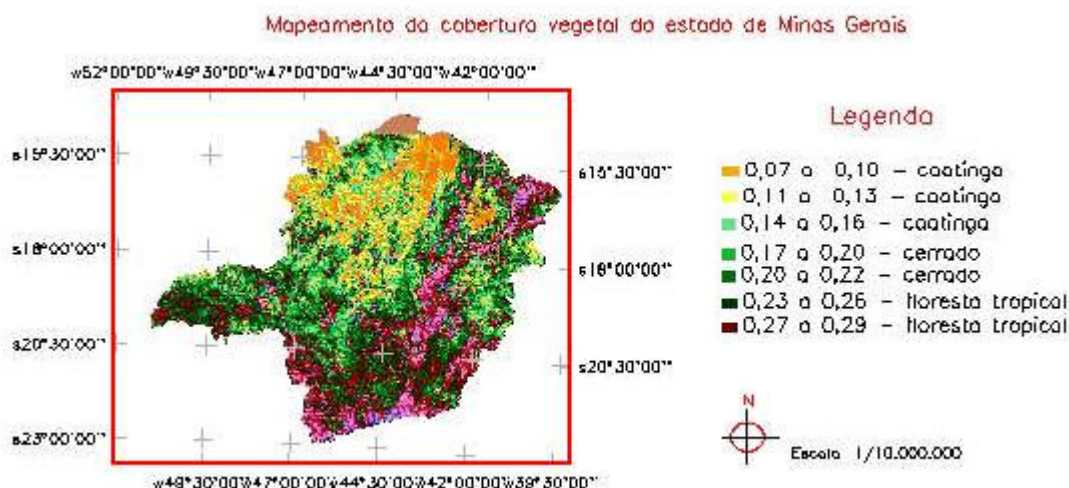 Mapeamento da cobertura vegetal do estado de Minas Gerais
w52°00'00"w49°30'00"w47°00'00"w44°30'00"w42°00'00"
Legenda
s15°30'00"
s15°30'00"
0,07 a 0,10 - caatinga
0,11 a 0,13 - caatinga
0,14 a 0,16 - caatinga
s18°00'00"
0,17 a 0,20 - cerrado
s18°00'00"
0,20 a 0,22 - cerrado
0,23 a 0,26 - floresta tropical
0,27 a 0,29 - floresta tropical
s20°30'00"
s20°30'00"
N
s23°00'00"
Escala 1/10.000.000
w49°30'00"w47°00'00"w44°30'00"w42°00'00"w39°30'00"